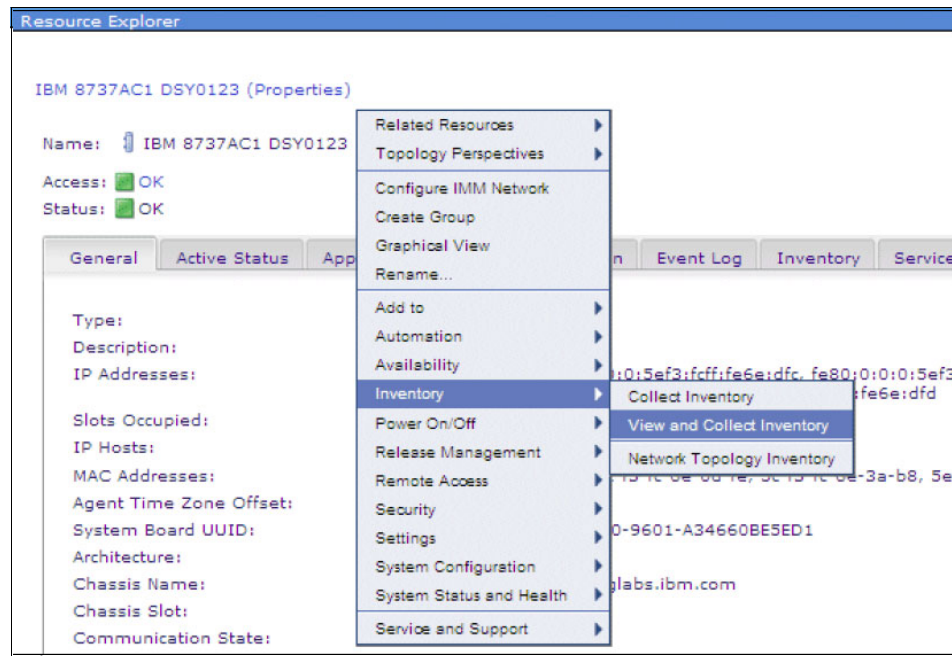 Resource Explorer
IBM 8737AC1 DSY0123 (Properties)
Name: IBM 8737AC1 DSY0123
Access: OK
Status: OK
General Active Status App n Event Log Inventory Service
Related Resources
Topology Perspectives
Configure IMM Network
Create Group
Graphical View
Rename...
Add to
Automation
Availability
Inventory
Power On/Off
Release Management
Remote Access
Security
Settings
System Configuration
System Status and Health
Service and Support
Collect Inventory
View and Collect Inventory
Network Topology Inventory
Type:
Description:
IP Addresses: :0:5ef3:fcff:fe6e:dfc, fe80:0:0:0:5ef3
:fe6e:dfd
Slots Occupied:
IP Hosts:
MAC Addresses: -3a-b8, 5e
Agent Time Zone Offset:
System Board UUID: 0-9601-A34660BE5ED1
Architecture:
Chassis Name: glabs.ibm.com
Chassis Slot:
Communication State: